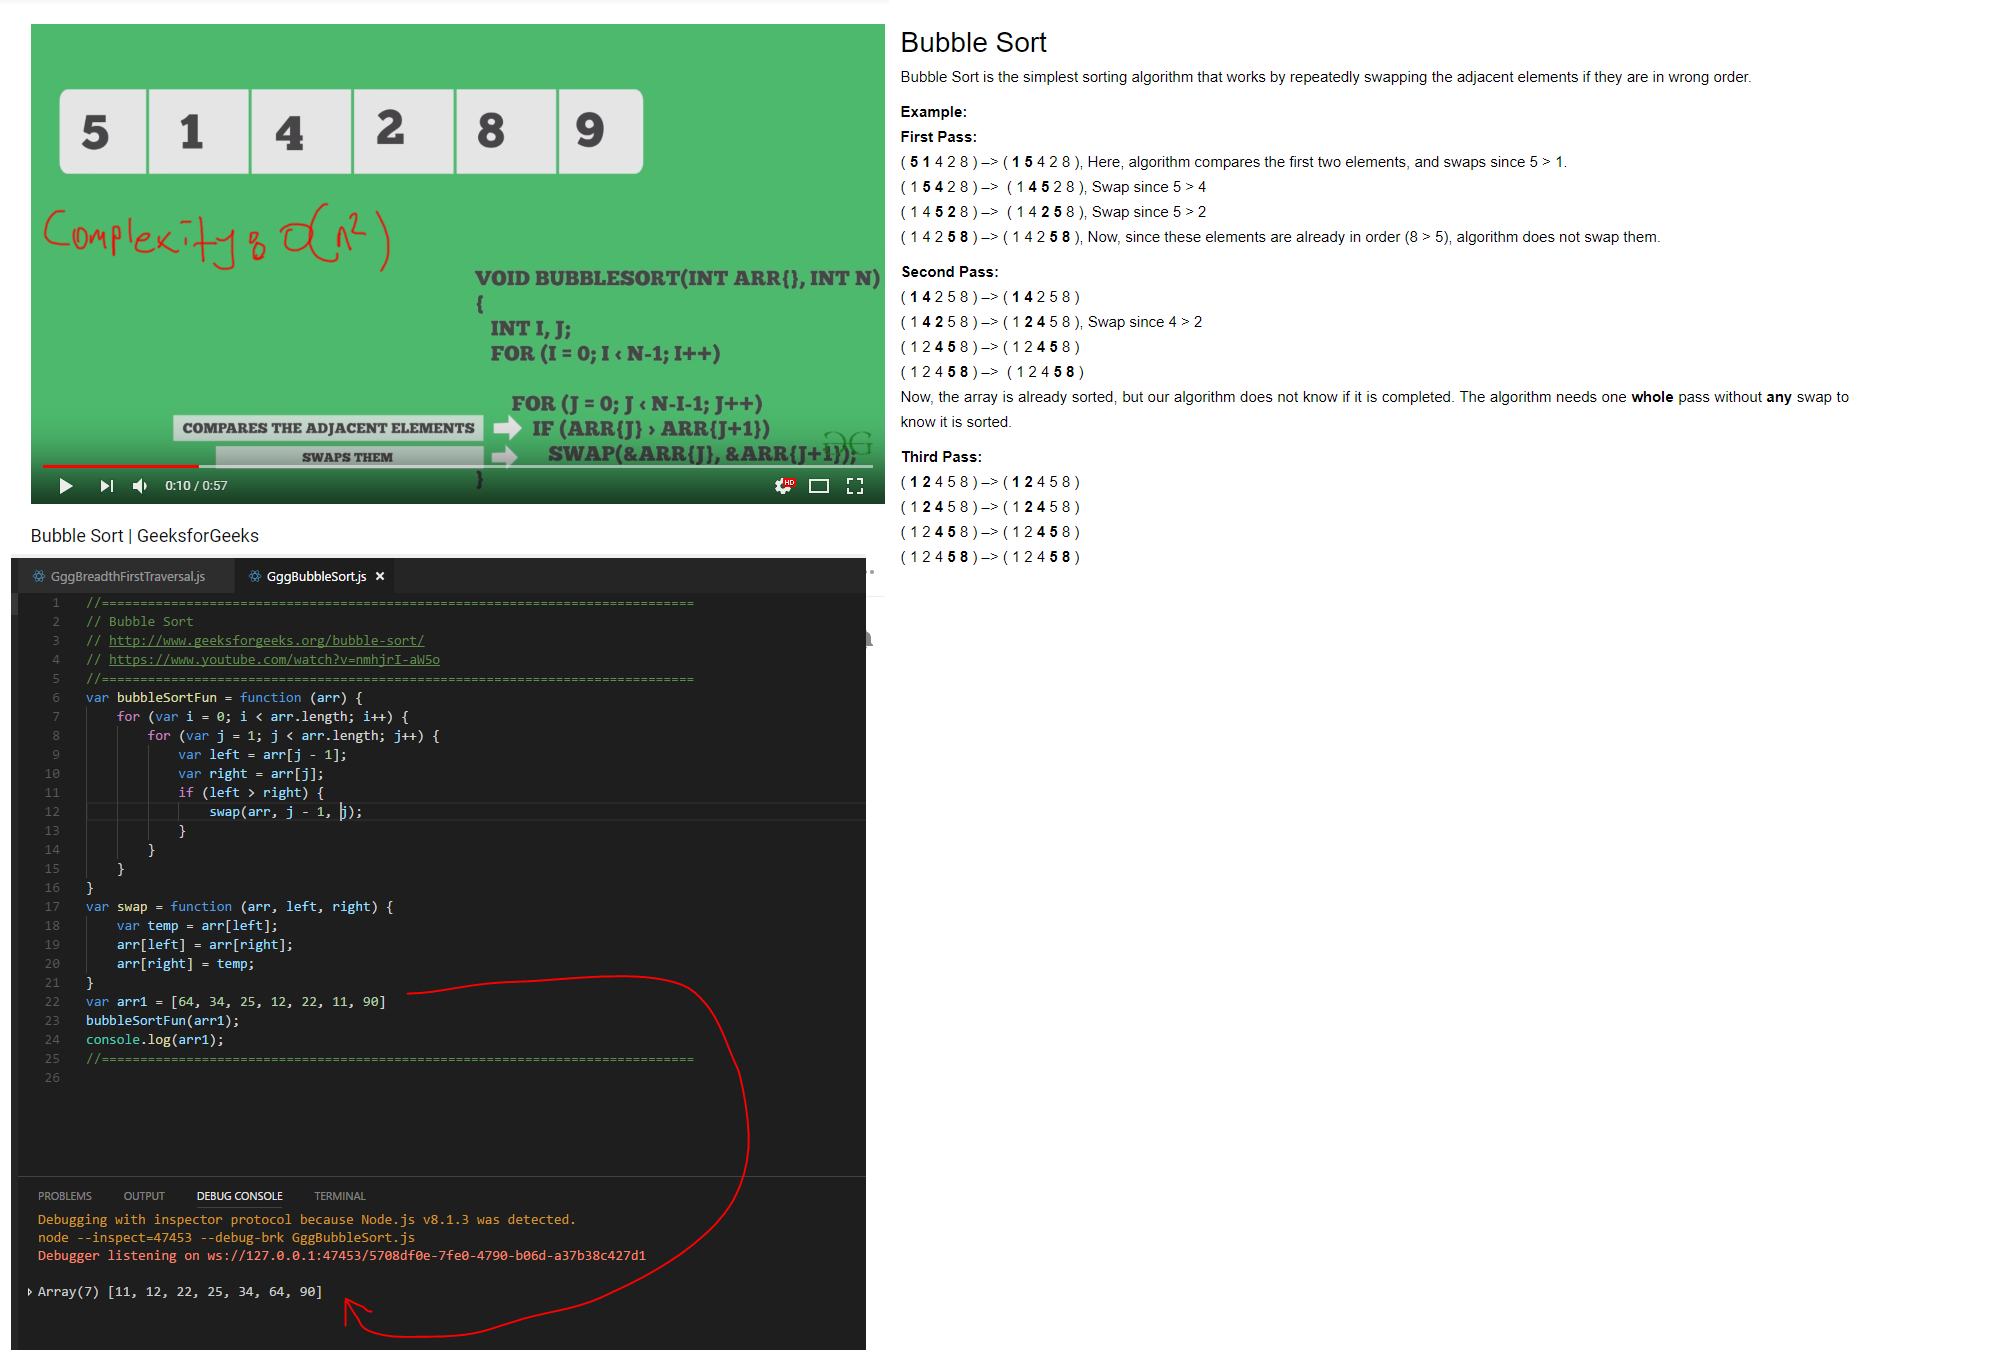 5 1 4 2 8 9
Complexity : O(n²)
VOID BUBBLESORT(INT ARR{}, INT N)
{
INT I, J;
FOR (I = 0; I < N-1; I++)
FOR (J = 0; J < N-I-1; J++)
COMPARES THE ADJACENT ELEMENTS IF (ARR{J} > ARR{J+1})
SWAPS THEM SWAP(&ARR{J}, &ARR{J+1});
}
0:10 / 0:57 HD
Bubble Sort | GeeksforGeeks
Bubble Sort
Bubble Sort is the simplest sorting algorithm that works by repeatedly swapping the adjacent elements if they are in wrong order.
Example:
First Pass:
( 5 1 4 2 8 ) –> ( 1 5 4 2 8 ), Here, algorithm compares the first two elements, and swaps since 5 > 1.
( 1 5 4 2 8 ) –> ( 1 4 5 2 8 ), Swap since 5 > 4
( 1 4 5 2 8 ) –> ( 1 4 2 5 8 ), Swap since 5 > 2
( 1 4 2 5 8 ) –> ( 1 4 2 5 8 ), Now, since these elements are already in order (8 > 5), algorithm does not swap them.
Second Pass:
( 1 4 2 5 8 ) –> ( 1 4 2 5 8 )
( 1 4 2 5 8 ) –> ( 1 2 4 5 8 ), Swap since 4 > 2
( 1 2 4 5 8 ) –> ( 1 2 4 5 8 )
( 1 2 4 5 8 ) –> ( 1 2 4 5 8 )
Now, the array is already sorted, but our algorithm does not know if it is completed. The algorithm needs one whole pass without any swap to
know it is sorted.
Third Pass:
( 1 2 4 5 8 ) –> ( 1 2 4 5 8 )
( 1 2 4 5 8 ) –> ( 1 2 4 5 8 )
( 1 2 4 5 8 ) –> ( 1 2 4 5 8 )
( 1 2 4 5 8 ) –> ( 1 2 4 5 8 )
GggBreadthFirstTraversal.js GggBubbleSort.js ×
1 //=============================================================================
2 // Bubble Sort
3 // http://www.geeksforgeeks.org/bubble-sort/
4 // https://www.youtube.com/watch?v=nmhjrI-aW5o
5 //=============================================================================
6 var bubbleSortFun = function (arr) {
7 for (var i = 0; i < arr.length; i++) {
8 for (var j = 1; j < arr.length; j++) {
9 var left = arr[j - 1];
10 var right = arr[j];
11 if (left > right) {
12 swap(arr, j - 1, j);
13 }
14 }
15 }
16 }
17 var swap = function (arr, left, right) {
18 var temp = arr[left];
19 arr[left] = arr[right];
20 arr[right] = temp;
21 }
22 var arr1 = [64, 34, 25, 12, 22, 11, 90]
23 bubbleSortFun(arr1);
24 console.log(arr1);
25 //=============================================================================
26
PROBLEMS OUTPUT DEBUG CONSOLE TERMINAL
Debugging with inspector protocol because Node.js v8.1.3 was detected.
node --inspect=47453 --debug-brk GggBubbleSort.js
Debugger listening on ws://127.0.0.1:47453/5708df0e-7fe0-4790-b06d-a37b38c427d1
Array(7) [11, 12, 22, 25, 34, 64, 90]